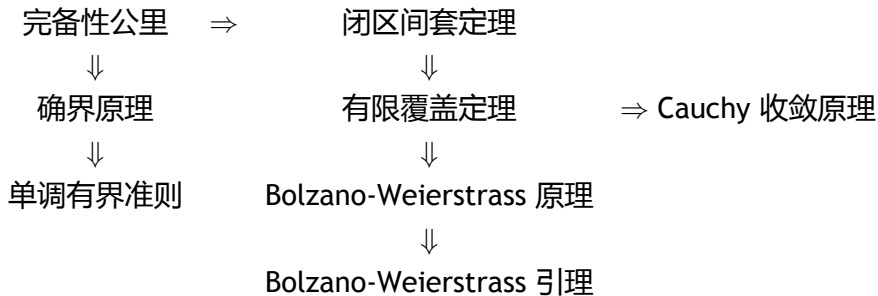 完备性公里 ⇒ 闭区间套定理
⇓ ⇓
确界原理 有限覆盖定理 ⇒ Cauchy 收敛原理
⇓ ⇓
单调有界准则 Bolzano-Weierstrass 原理
⇓
Bolzano-Weierstrass 引理